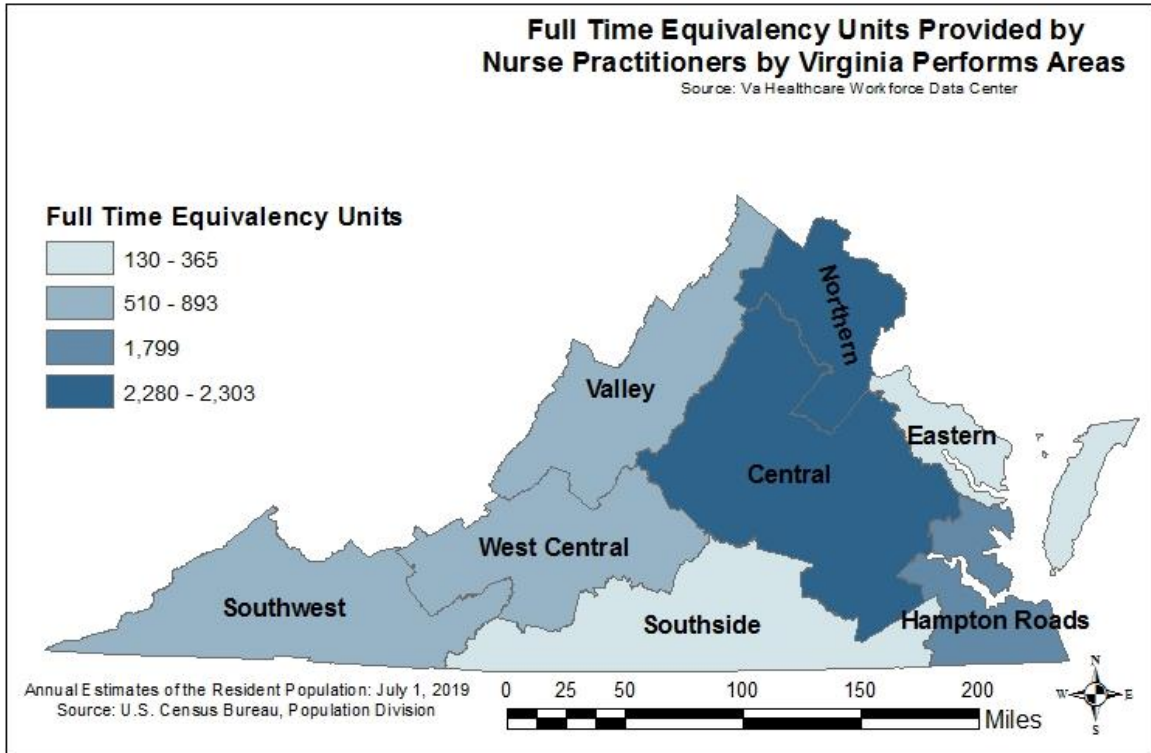 Full Time Equivalency Units Provided by
Nurse Practitioners by Virginia Performs Areas
Source: Va Healthcare Workforce Data Center
Full Time Equivalency Units
130 - 365
510 - 893
1,799
2,280 - 2,303
Northern
Valley
Eastern
Central
West Central
Southwest
Southside
Hampton Roads
Annual Estimates of the Resident Population: July 1, 2019
Source: U.S. Census Bureau, Population Division
0 25 50 100 150 200
Miles
N
W E
S